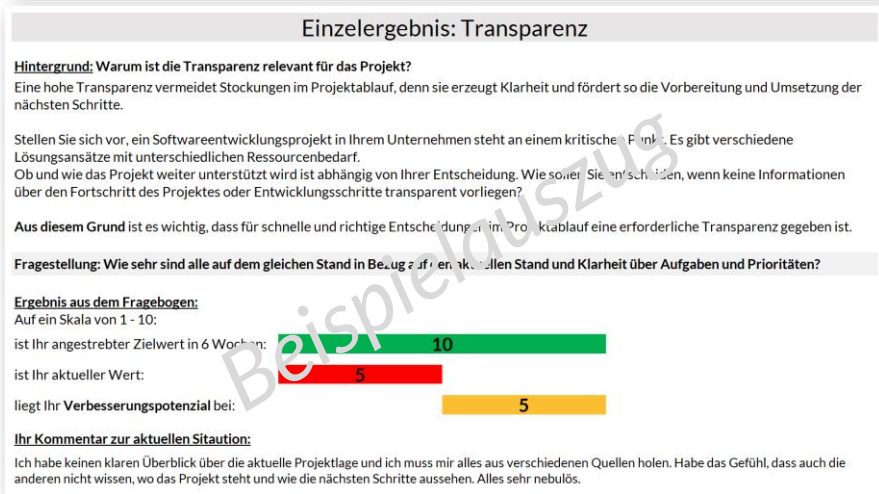 Einzelergebnis: Transparenz
Hintergrund: Warum ist die Transparenz relevant für das Projekt?
Eine hohe Transparenz vermeidet Stockungen im Projektablauf, denn sie erzeugt Klarheit und fördert so die Vorbereitung und Umsetzung der
nächsten Schritte.
Stellen Sie sich vor, ein Softwareentwicklungsprojekt in Ihrem Unternehmen steht an einem kritischen Punkt. Es gibt verschiedene
Lösungsansätze mit unterschiedlichen Ressourcenbedarf.
Ob und wie das Projekt weiter unterstützt wird ist abhängig von Ihrer Entscheidung. Wie sollen Sie entscheiden, wenn keine Informationen
über den Fortschritt des Projektes oder Entwicklungsschritte transparent vorliegen?
Aus diesem Grund ist es wichtig, dass für schnelle und richtige Entscheidungen im Projektablauf eine erforderliche Transparenz gegeben ist.
Fragestellung: Wie sehr sind alle auf dem gleichen Stand in Bezug auf den aktuellen Stand und Klarheit über Aufgaben und Prioritäten?
Ergebnis aus dem Fragebogen:
Auf ein Skala von 1 - 10:
ist Ihr angestrebter Zielwert in 6 Wochen: 10
ist Ihr aktueller Wert: 5
liegt Ihr Verbesserungspotenzial bei: 5
Ihr Kommentar zur aktuellen Sitaution:
Ich habe keinen klaren Überblick über die aktuelle Projektlage und ich muss mir alles aus verschiedenen Quellen holen. Habe das Gefühl, dass auch die
anderen nicht wissen, wo das Projekt steht und wie die nächsten Schritte aussehen. Alles sehr nebulös.
Beispielauszug